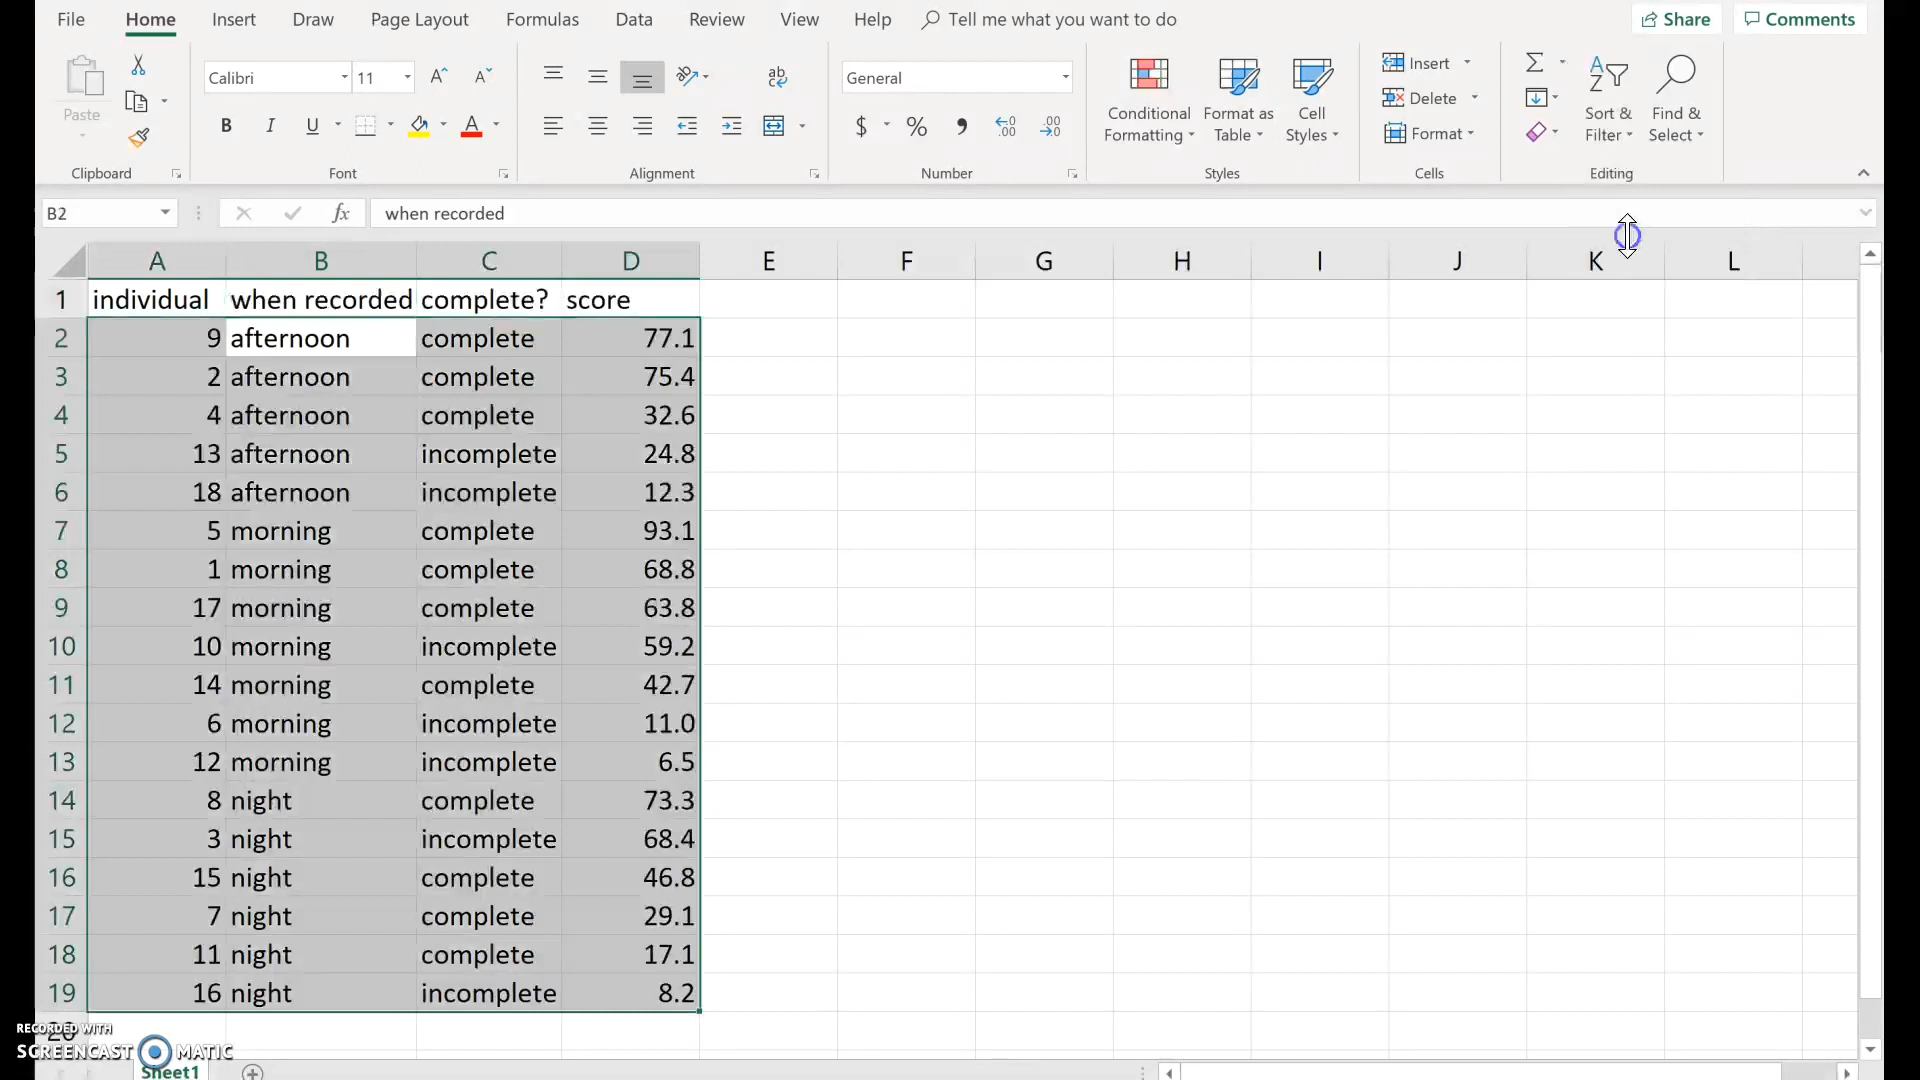 File Home Insert Draw Page Layout Formulas Data Review View Help Tell me what you want to do Share Comments
Calibri 11 General Insert
Paste Conditional Format as Cell Delete Sort & Find &
B I U A $ % Formatting Table Styles Format Filter Select
Clipboard Font Alignment Number Styles Cells Editing
B2 fx when recorded
A B C D E F G H I J K L
1 individual when recorded complete? score
2 9 afternoon complete 77.1
3 2 afternoon complete 75.4
4 4 afternoon complete 32.6
5 13 afternoon incomplete 24.8
6 18 afternoon incomplete 12.3
7 5 morning complete 93.1
8 1 morning complete 68.8
9 17 morning complete 63.8
10 10 morning incomplete 59.2
11 14 morning complete 42.7
12 6 morning incomplete 11.0
13 12 morning incomplete 6.5
14 8 night complete 73.3
15 3 night incomplete 68.4
16 15 night complete 46.8
17 7 night complete 29.1
18 11 night complete 17.1
19 16 night incomplete 8.2
20
RECORDED WITH
SCREENCAST MATIC
Sheet1